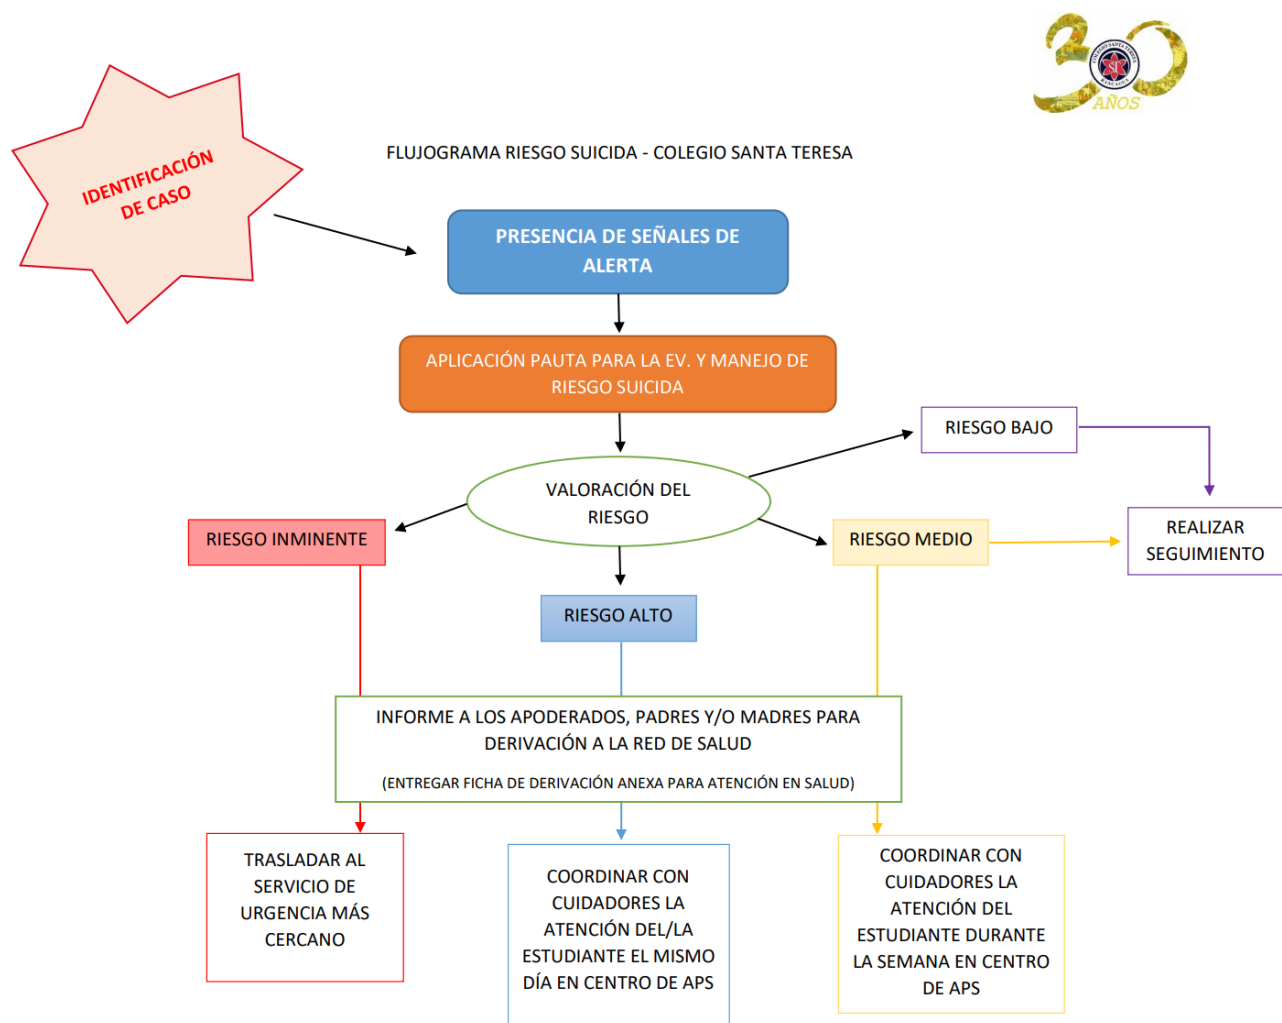 AÑOS
FLUJOGRAMA RIESGO SUICIDA - COLEGIO SANTA TERESA
IDENTIFICACIÓN
DE CASO
PRESENCIA DE SEÑALES DE
ALERTA
APLICACIÓN PAUTA PARA LA EV. Y MANEJO DE
RIESGO SUICIDA
VALORACIÓN DEL
RIESGO
RIESGO BAJO
REALIZAR
SEGUIMIENTO
RIESGO INMINENTE
RIESGO MEDIO
RIESGO ALTO
INFORME A LOS APODERADOS, PADRES Y/O MADRES PARA
DERIVACIÓN A LA RED DE SALUD
(ENTREGAR FICHA DE DERIVACIÓN ANEXA PARA ATENCIÓN EN SALUD)
TRASLADAR AL
SERVICIO DE
URGENCIA MÁS
CERCANO
COORDINAR CON
CUIDADORES LA
ATENCIÓN DEL/LA
ESTUDIANTE EL MISMO
DÍA EN CENTRO DE APS
COORDINAR CON
CUIDADORES LA
ATENCIÓN DEL
ESTUDIANTE DURANTE
LA SEMANA EN CENTRO
DE APS